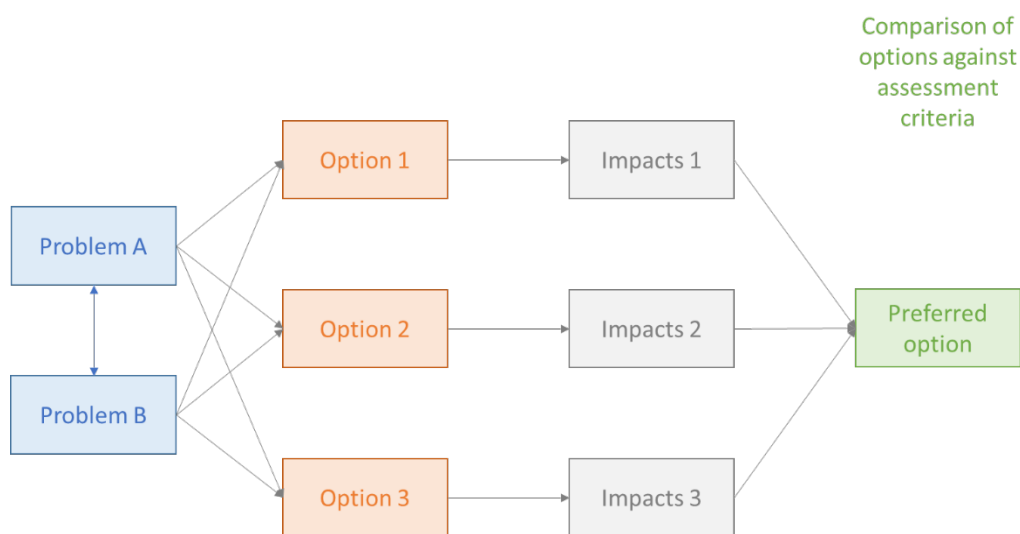 Comparison of
options against
assessment
criteria
Option 1
Impacts 1
Problem A
Option 2
Impacts 2
Preferred
option
Problem B
Option 3
Impacts 3